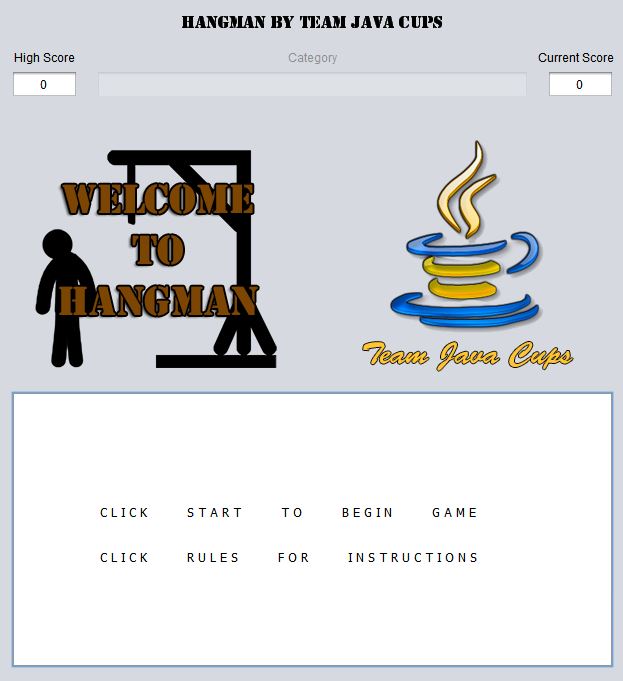 HANGMAN BY TEAM JAVA CUPS
High Score
Category
Current Score
0
0
WELCOME
TO
HANGMAN
Team Java Cups
CLICK START TO BEGIN GAME
CLICK RULES FOR INSTRUCTIONS